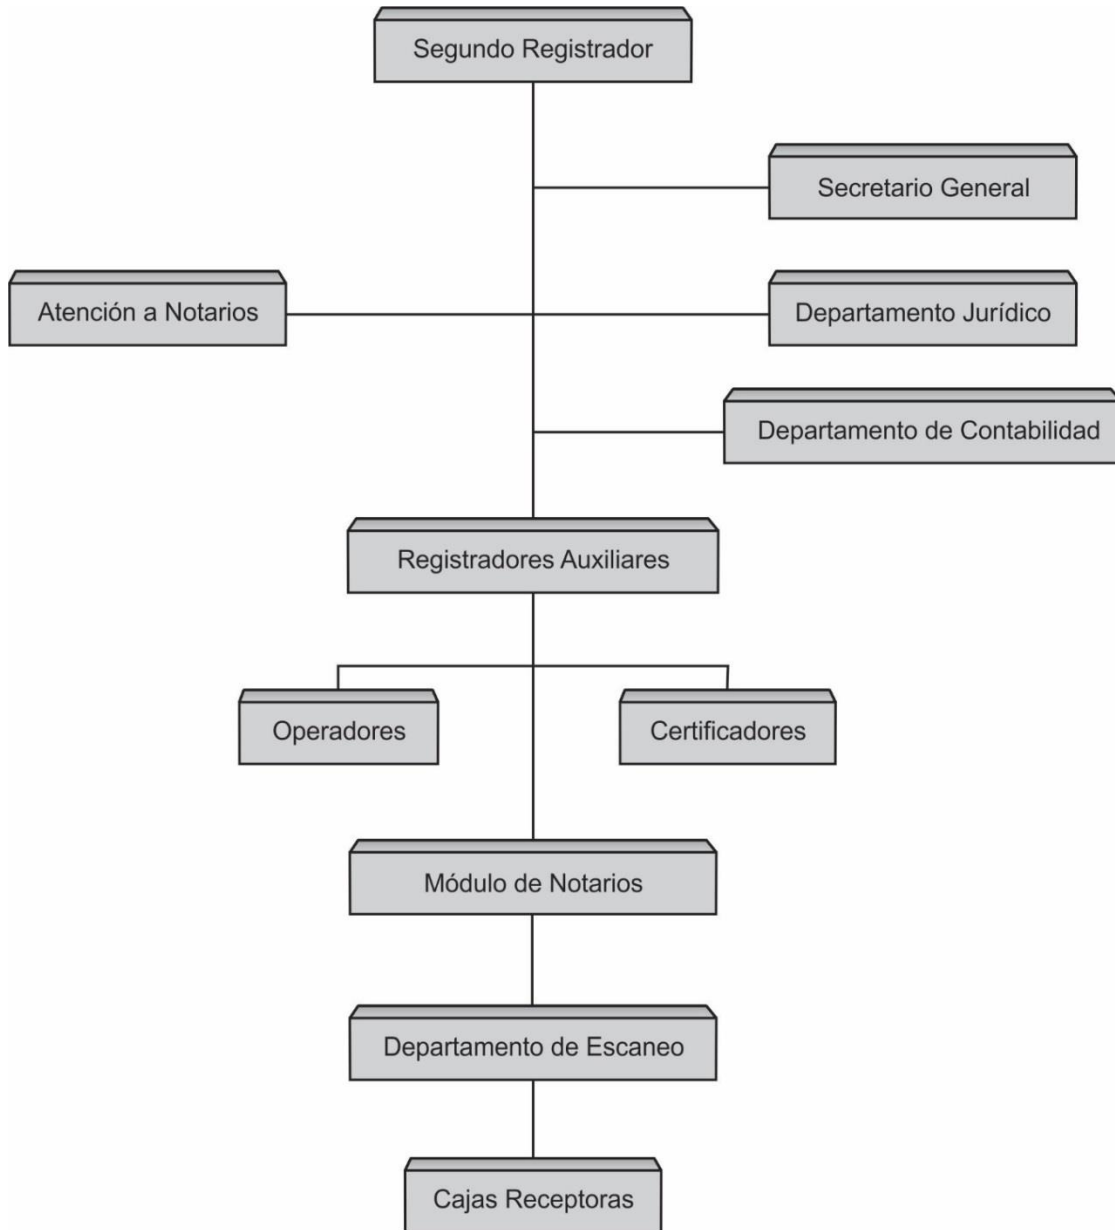 Segundo Registrador
Secretario General
Atención a Notarios
Departamento Jurídico
Departamento de Contabilidad
Registradores Auxiliares
Operadores
Certificadores
Módulo de Notarios
Departamento de Escaneo
Cajas Receptoras